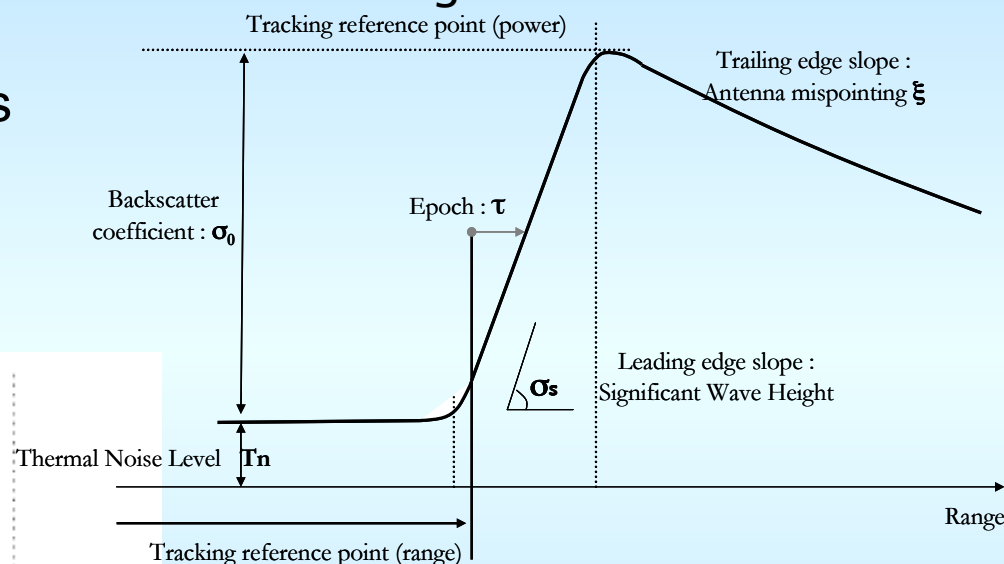 Tracking reference point (power)
Trailing edge slope :
Antenna mispointing ξ
s
Backscatter
coefficient : σ0
Epoch : τ
σs
Leading edge slope :
Significant Wave Height
Thermal Noise Level Tn
Range
Tracking reference point (range)